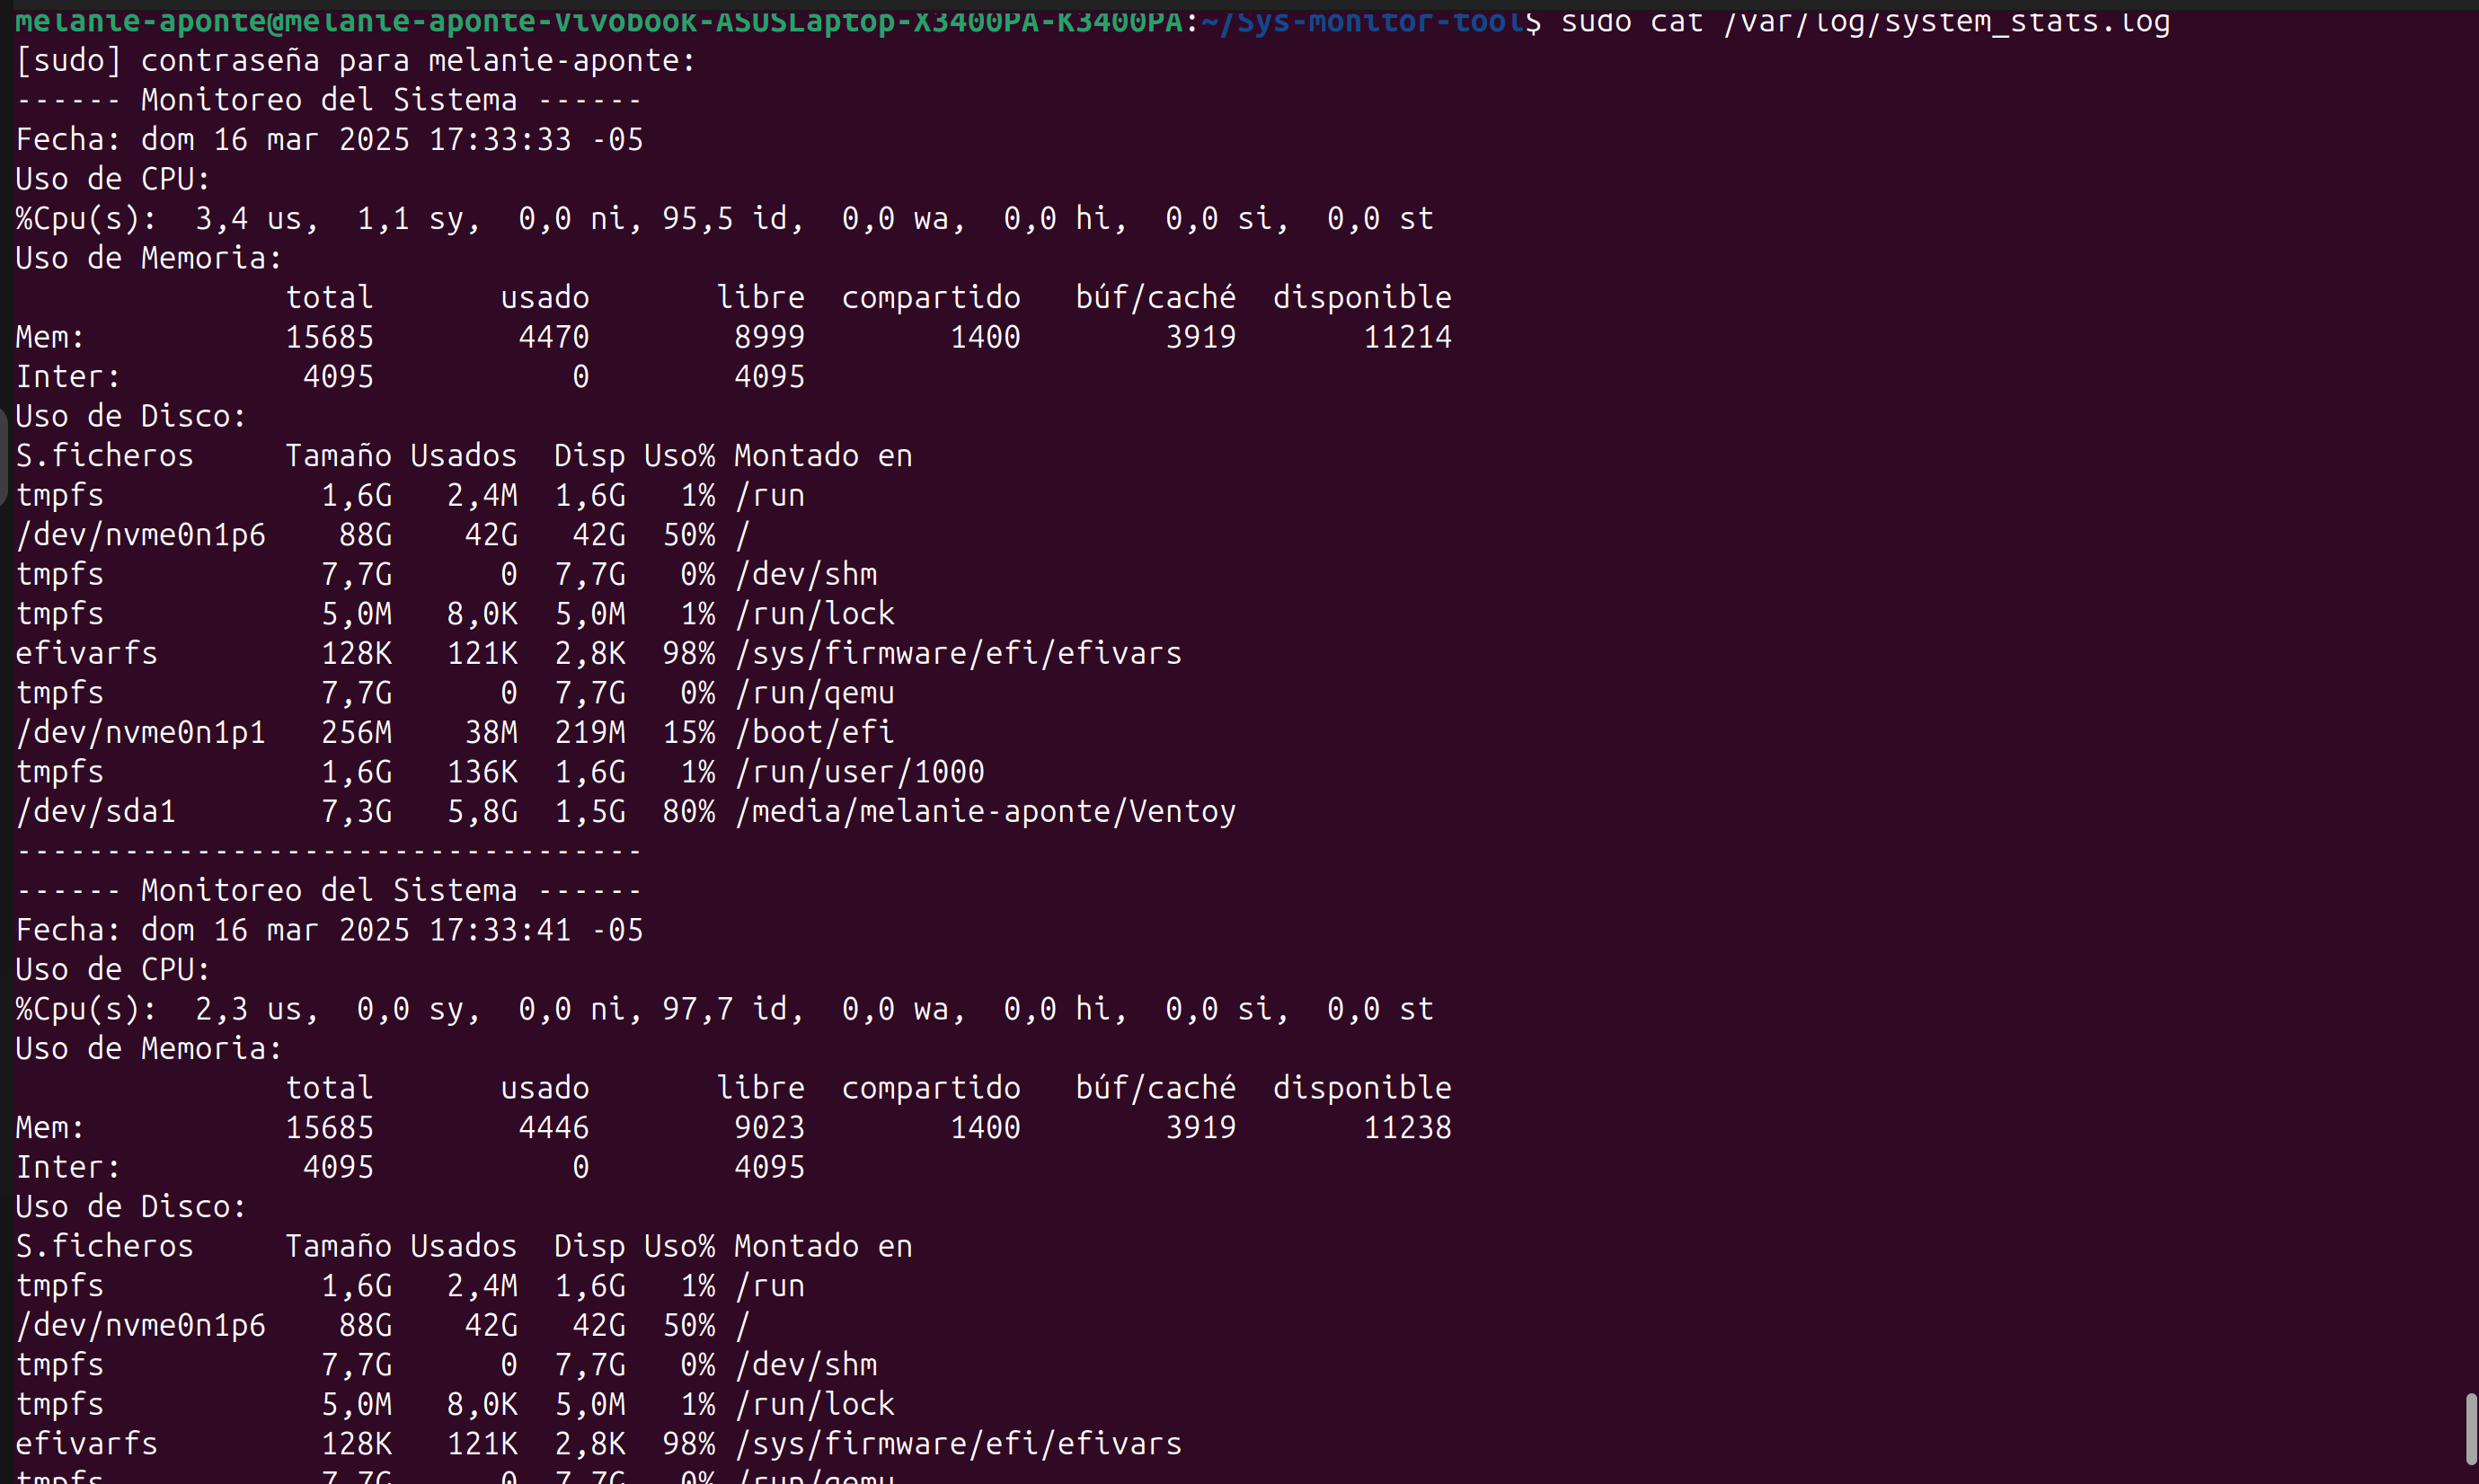 melanie-aponte@melanie-aponte-Vivobook-ASUSLaptop-X3400PA-K3400PA:~/Sys-monitor-tool$ sudo cat /var/log/system_stats.log
[sudo] contraseña para melanie-aponte:
------ Monitoreo del Sistema ------
Fecha: dom 16 mar 2025 17:33:33 -05
Uso de CPU:
%Cpu(s):  3,4 us,  1,1 sy,  0,0 ni, 95,5 id,  0,0 wa,  0,0 hi,  0,0 si,  0,0 st
Uso de Memoria:
               total       usado       libre  compartido   búf/caché  disponible
Mem:           15685        4470        8999        1400        3919       11214
Inter:          4095           0        4095
Uso de Disco:
S.ficheros     Tamaño Usados  Disp Uso% Montado en
tmpfs            1,6G   2,4M  1,6G   1% /run
/dev/nvme0n1p6    88G    42G   42G  50% /
tmpfs            7,7G      0  7,7G   0% /dev/shm
tmpfs            5,0M   8,0K  5,0M   1% /run/lock
efivarfs         128K   121K  2,8K  98% /sys/firmware/efi/efivars
tmpfs            7,7G      0  7,7G   0% /run/qemu
/dev/nvme0n1p1   256M    38M  219M  15% /boot/efi
tmpfs            1,6G   136K  1,6G   1% /run/user/1000
/dev/sda1        7,3G   5,8G  1,5G  80% /media/melanie-aponte/Ventoy
-----------------------------------
------ Monitoreo del Sistema ------
Fecha: dom 16 mar 2025 17:33:41 -05
Uso de CPU:
%Cpu(s):  2,3 us,  0,0 sy,  0,0 ni, 97,7 id,  0,0 wa,  0,0 hi,  0,0 si,  0,0 st
Uso de Memoria:
               total       usado       libre  compartido   búf/caché  disponible
Mem:           15685        4446        9023        1400        3919       11238
Inter:          4095           0        4095
Uso de Disco:
S.ficheros     Tamaño Usados  Disp Uso% Montado en
tmpfs            1,6G   2,4M  1,6G   1% /run
/dev/nvme0n1p6    88G    42G   42G  50% /
tmpfs            7,7G      0  7,7G   0% /dev/shm
tmpfs            5,0M   8,0K  5,0M   1% /run/lock
efivarfs         128K   121K  2,8K  98% /sys/firmware/efi/efivars
tmpfs            7,7G      0  7,7G   0% /run/qemu